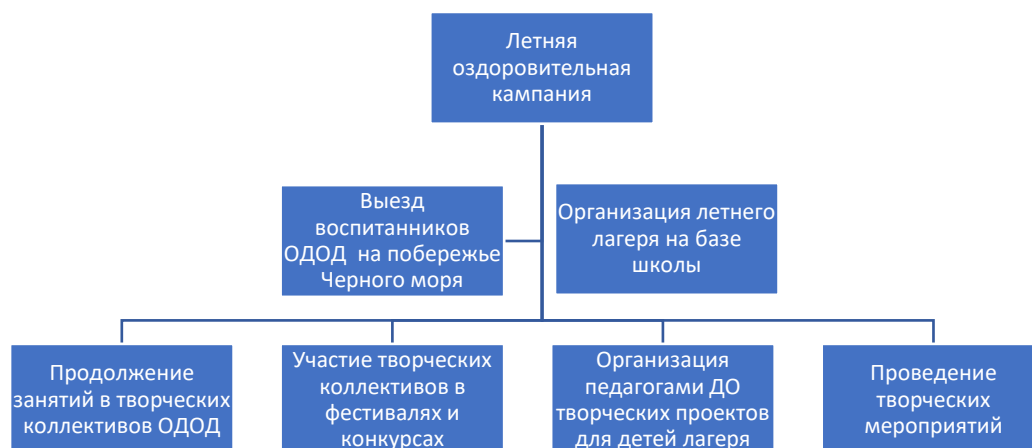 Летняя
оздоровительная
кампания
Выезд
воспитанников
ОДОД на побережье
Черного моря
Организация летнего
лагеря на базе
школы
Продолжение
занятий в творческих
коллективов ОДОД
Участие творческих
коллективов в
фестивалях и
конкурсах
Организация
педагогами ДО
творческих проектов
для детей лагеря
Проведение
творческих
мероприятий